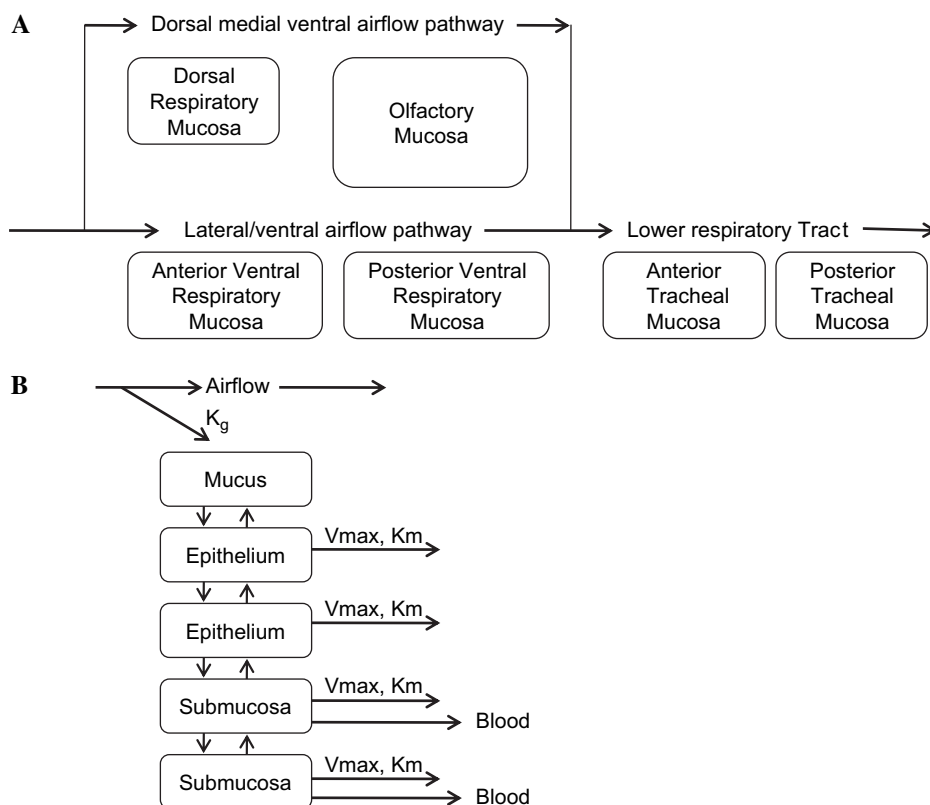 A
Dorsal medial ventral airflow pathway
Dorsal
Respiratory
Mucosa
Olfactory
Mucosa
Lateral/ventral airflow pathway
Lower respiratory Tract
Anterior Ventral
Respiratory
Mucosa
Posterior Ventral
Respiratory
Mucosa
Anterior
Tracheal
Mucosa
Posterior
Tracheal
Mucosa
B
Airflow
Kg
Mucus
Epithelium
Vmax, Km
Epithelium
Vmax, Km
Submucosa
Vmax, Km
Blood
Submucosa
Vmax, Km
Blood